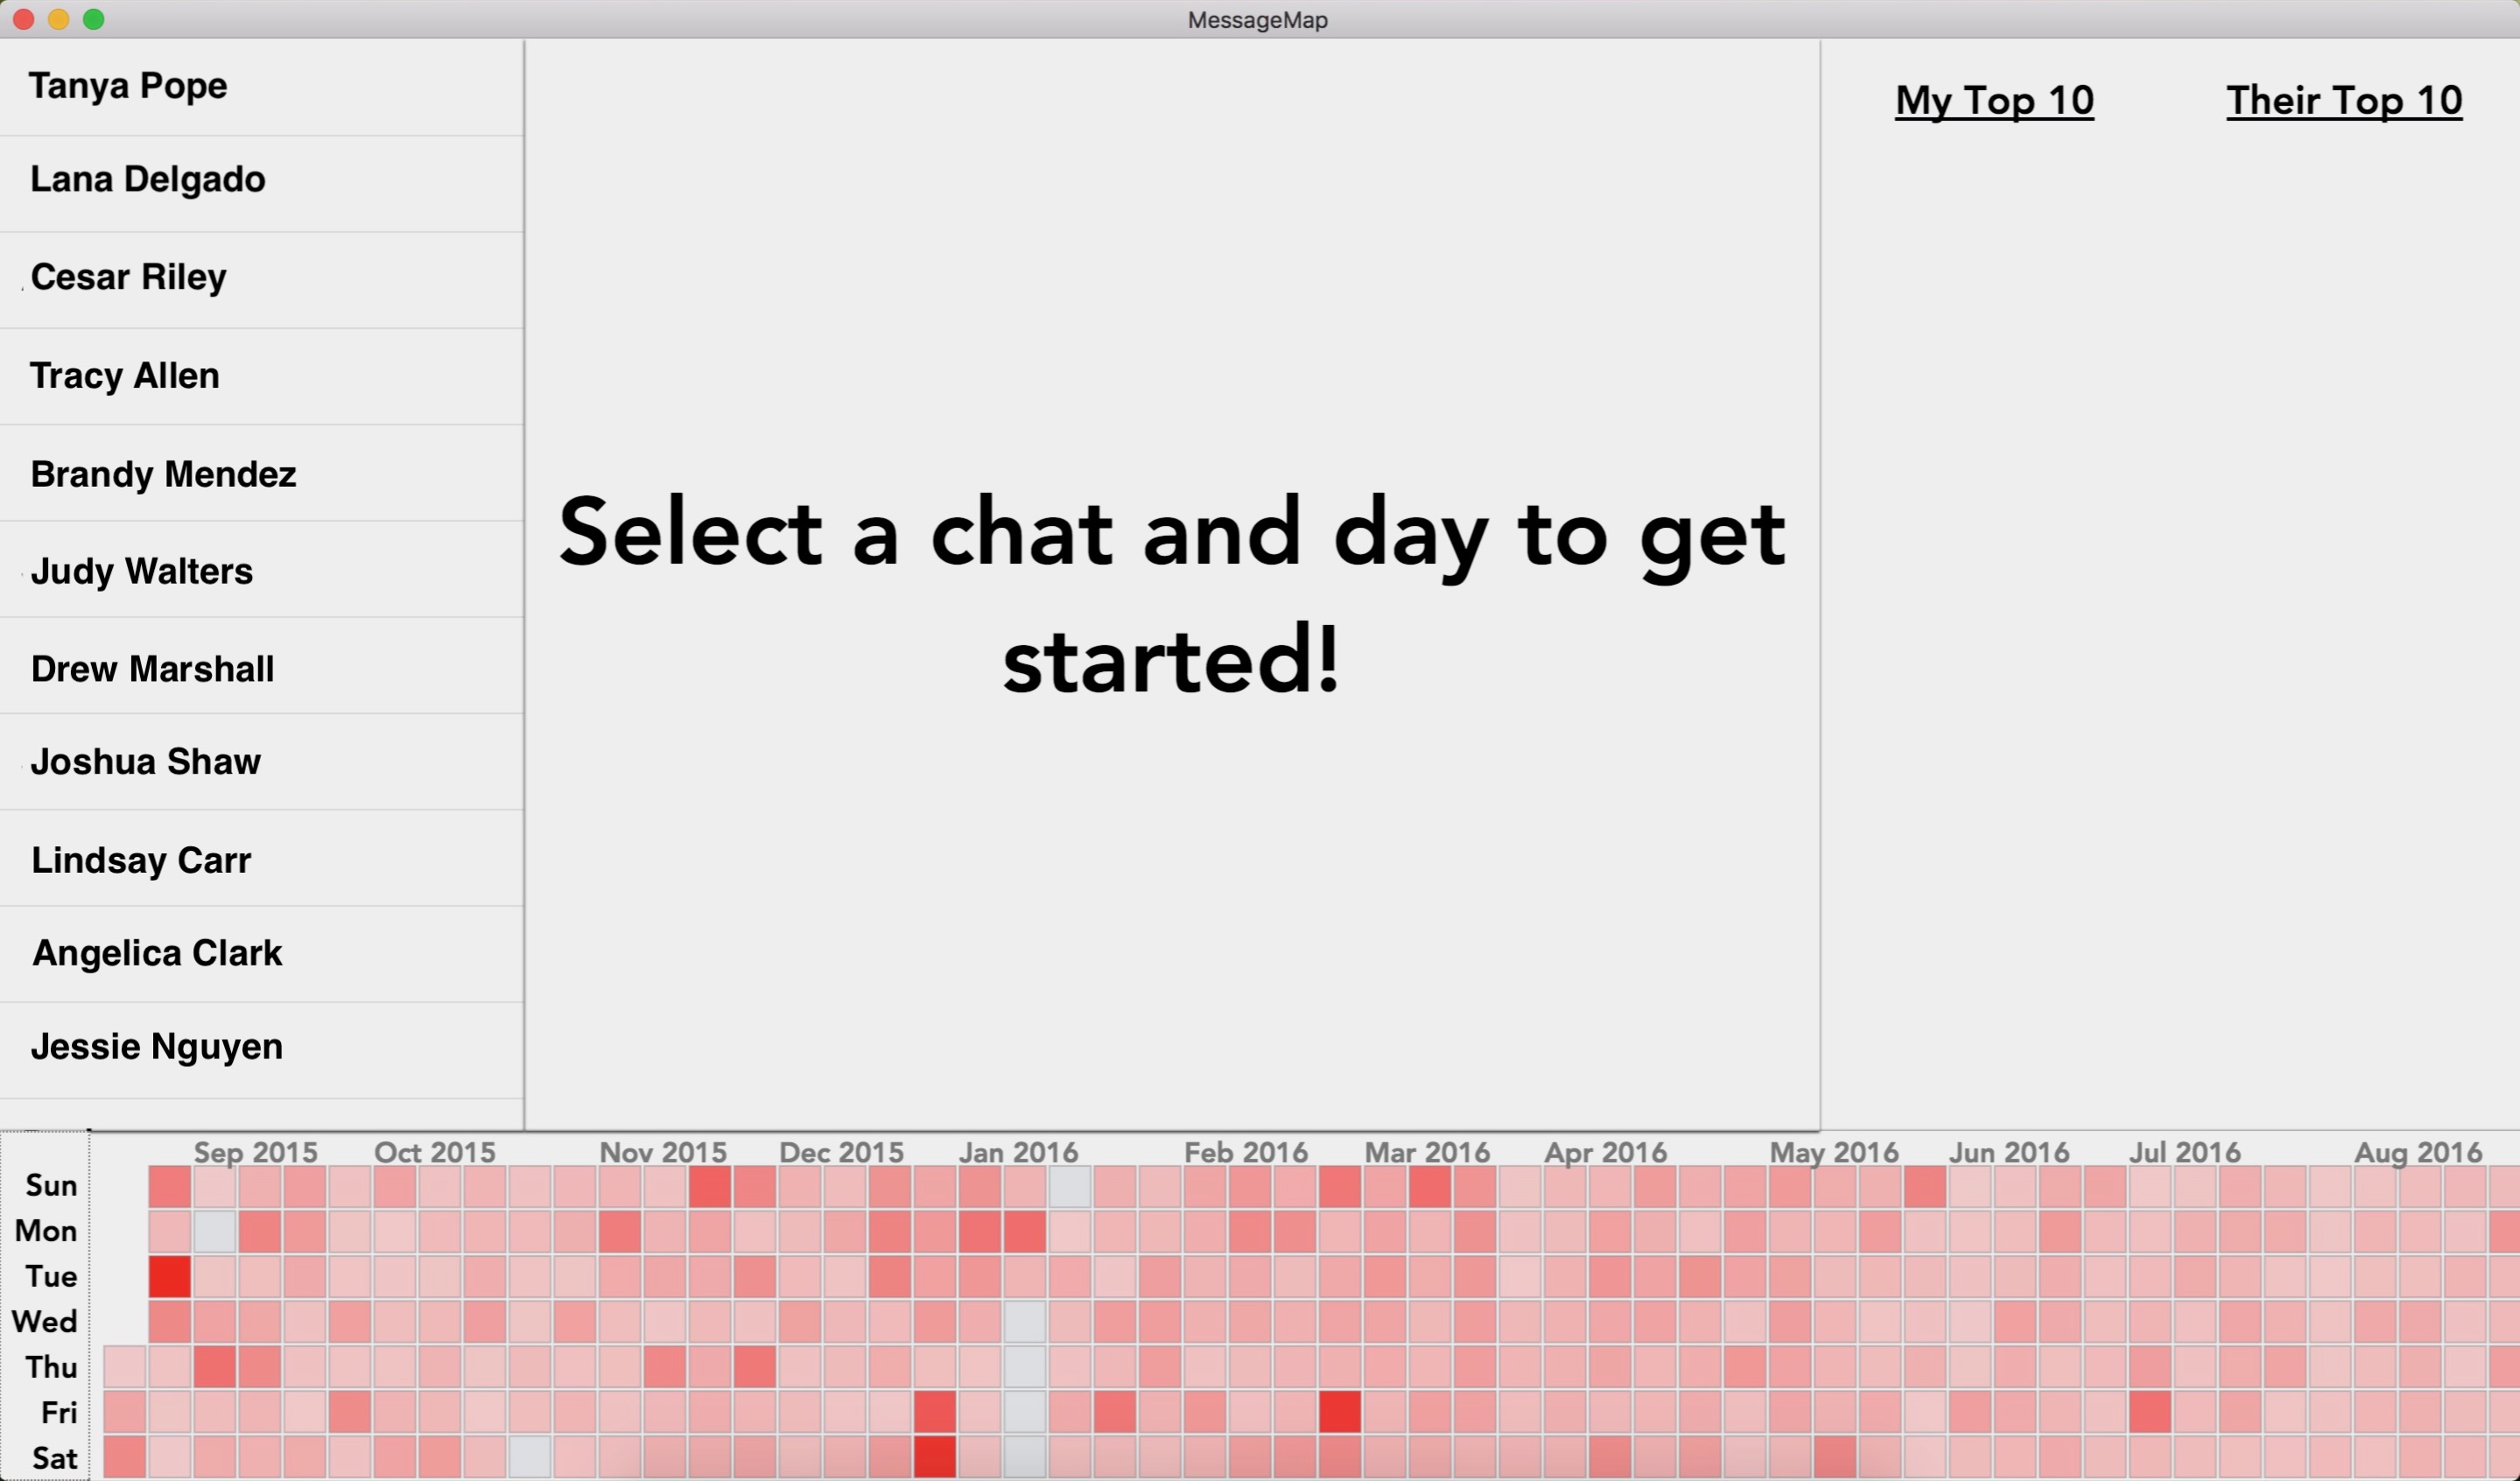 MessageMap
Tanya Pope
Lana Delgado
Cesar Riley
Tracy Allen
Brandy Mendez
Judy Walters
Drew Marshall
Joshua Shaw
Lindsay Carr
Angelica Clark
Jessie Nguyen
Select a chat and day to get
started!
My Top 10 Their Top 10
Sep 2015 Oct 2015 Nov 2015 Dec 2015 Jan 2016 Feb 2016 Mar 2016 Apr 2016 May 2016 Jun 2016 Jul 2016 Aug 2016
Sun
Mon
Tue
Wed
Thu
Fri
Sat